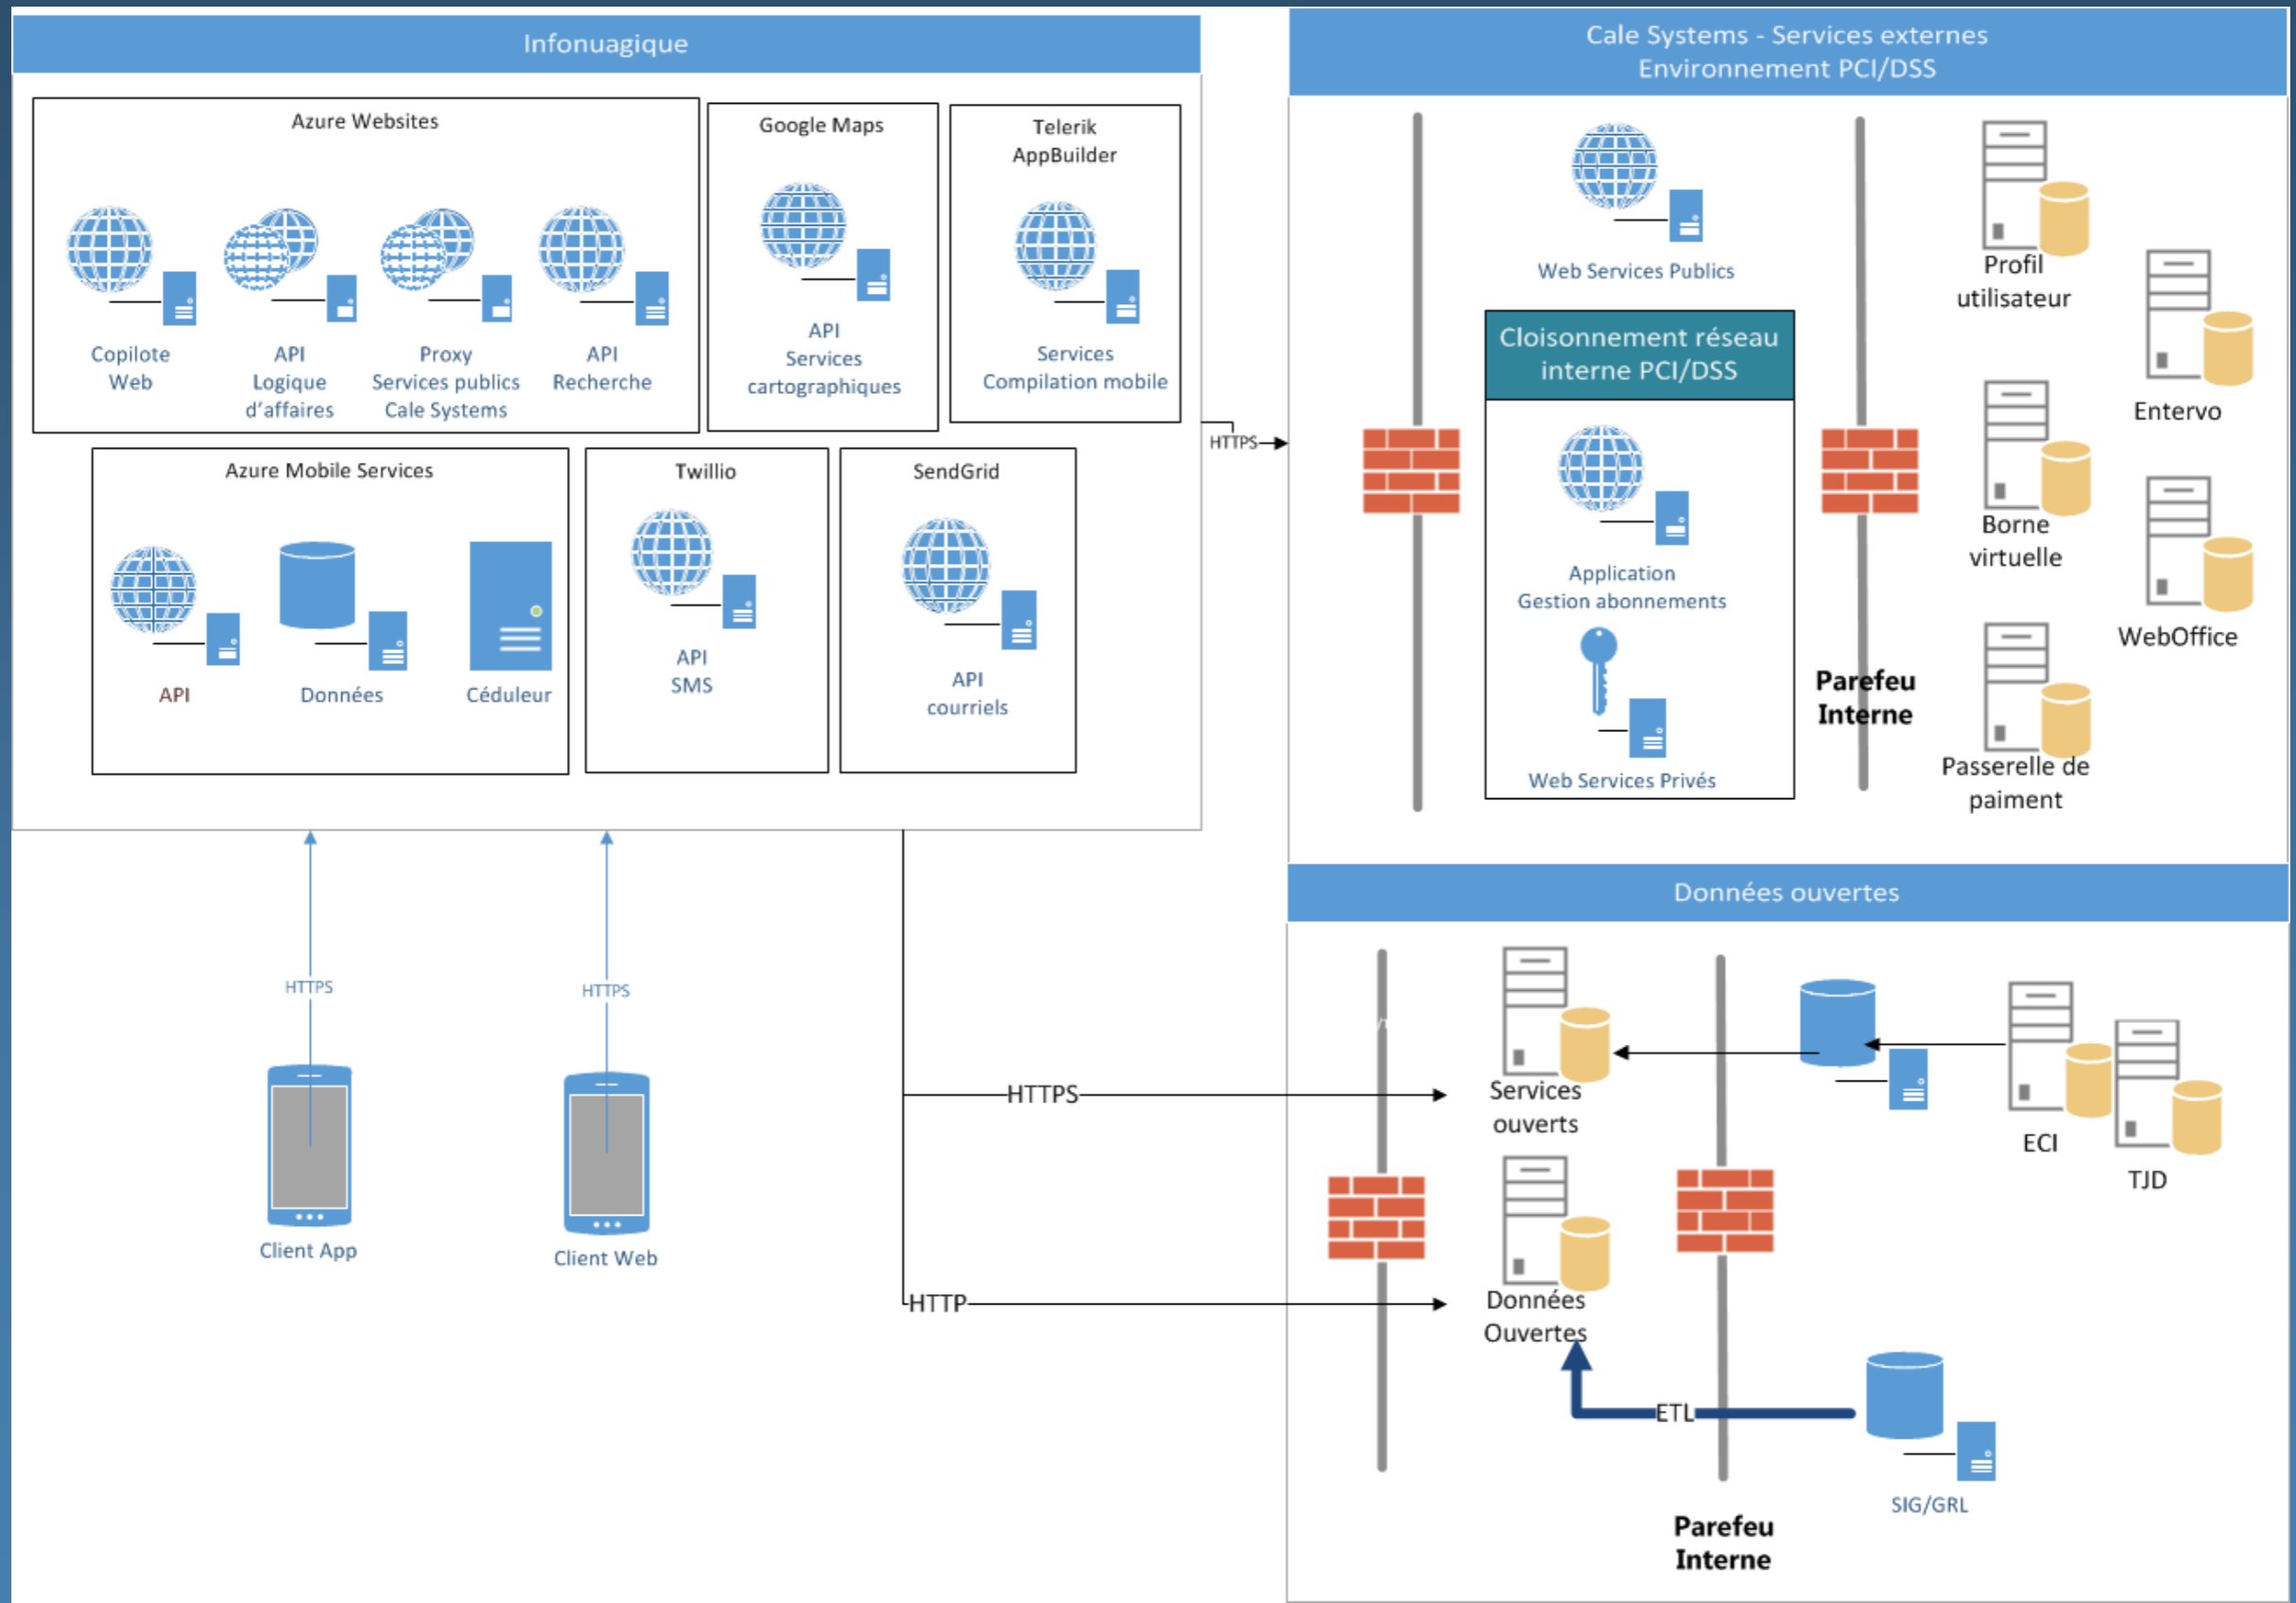 Infonuagique
Azure Websites
Copilote
Web
API
Logique
d'affaires
Proxy
Services publics
Cale Systems
API
Recherche
Google Maps
API
Services
cartographiques
Telerik
AppBuilder
Services
Compilation mobile
Azure Mobile Services
API
Données
Céduleur
Twillio
API
SMS
SendGrid
API
courriels
HTTPS
Cale Systems - Services externes
Environnement PCI/DSS
Web Services Publics
Cloisonnement réseau
interne PCI/DSS
Application
Gestion abonnements
Web Services Privés
Parefeu
Interne
Profil
utilisateur
Entervo
Borne
virtuelle
WebOffice
Passerelle de
paiment
HTTPS
HTTPS
Client App
Client Web
HTTPS
HTTP
Données ouvertes
Services
ouverts
ECI
TJD
Données
Ouvertes
ETL
SIG/GRL
Parefeu
Interne